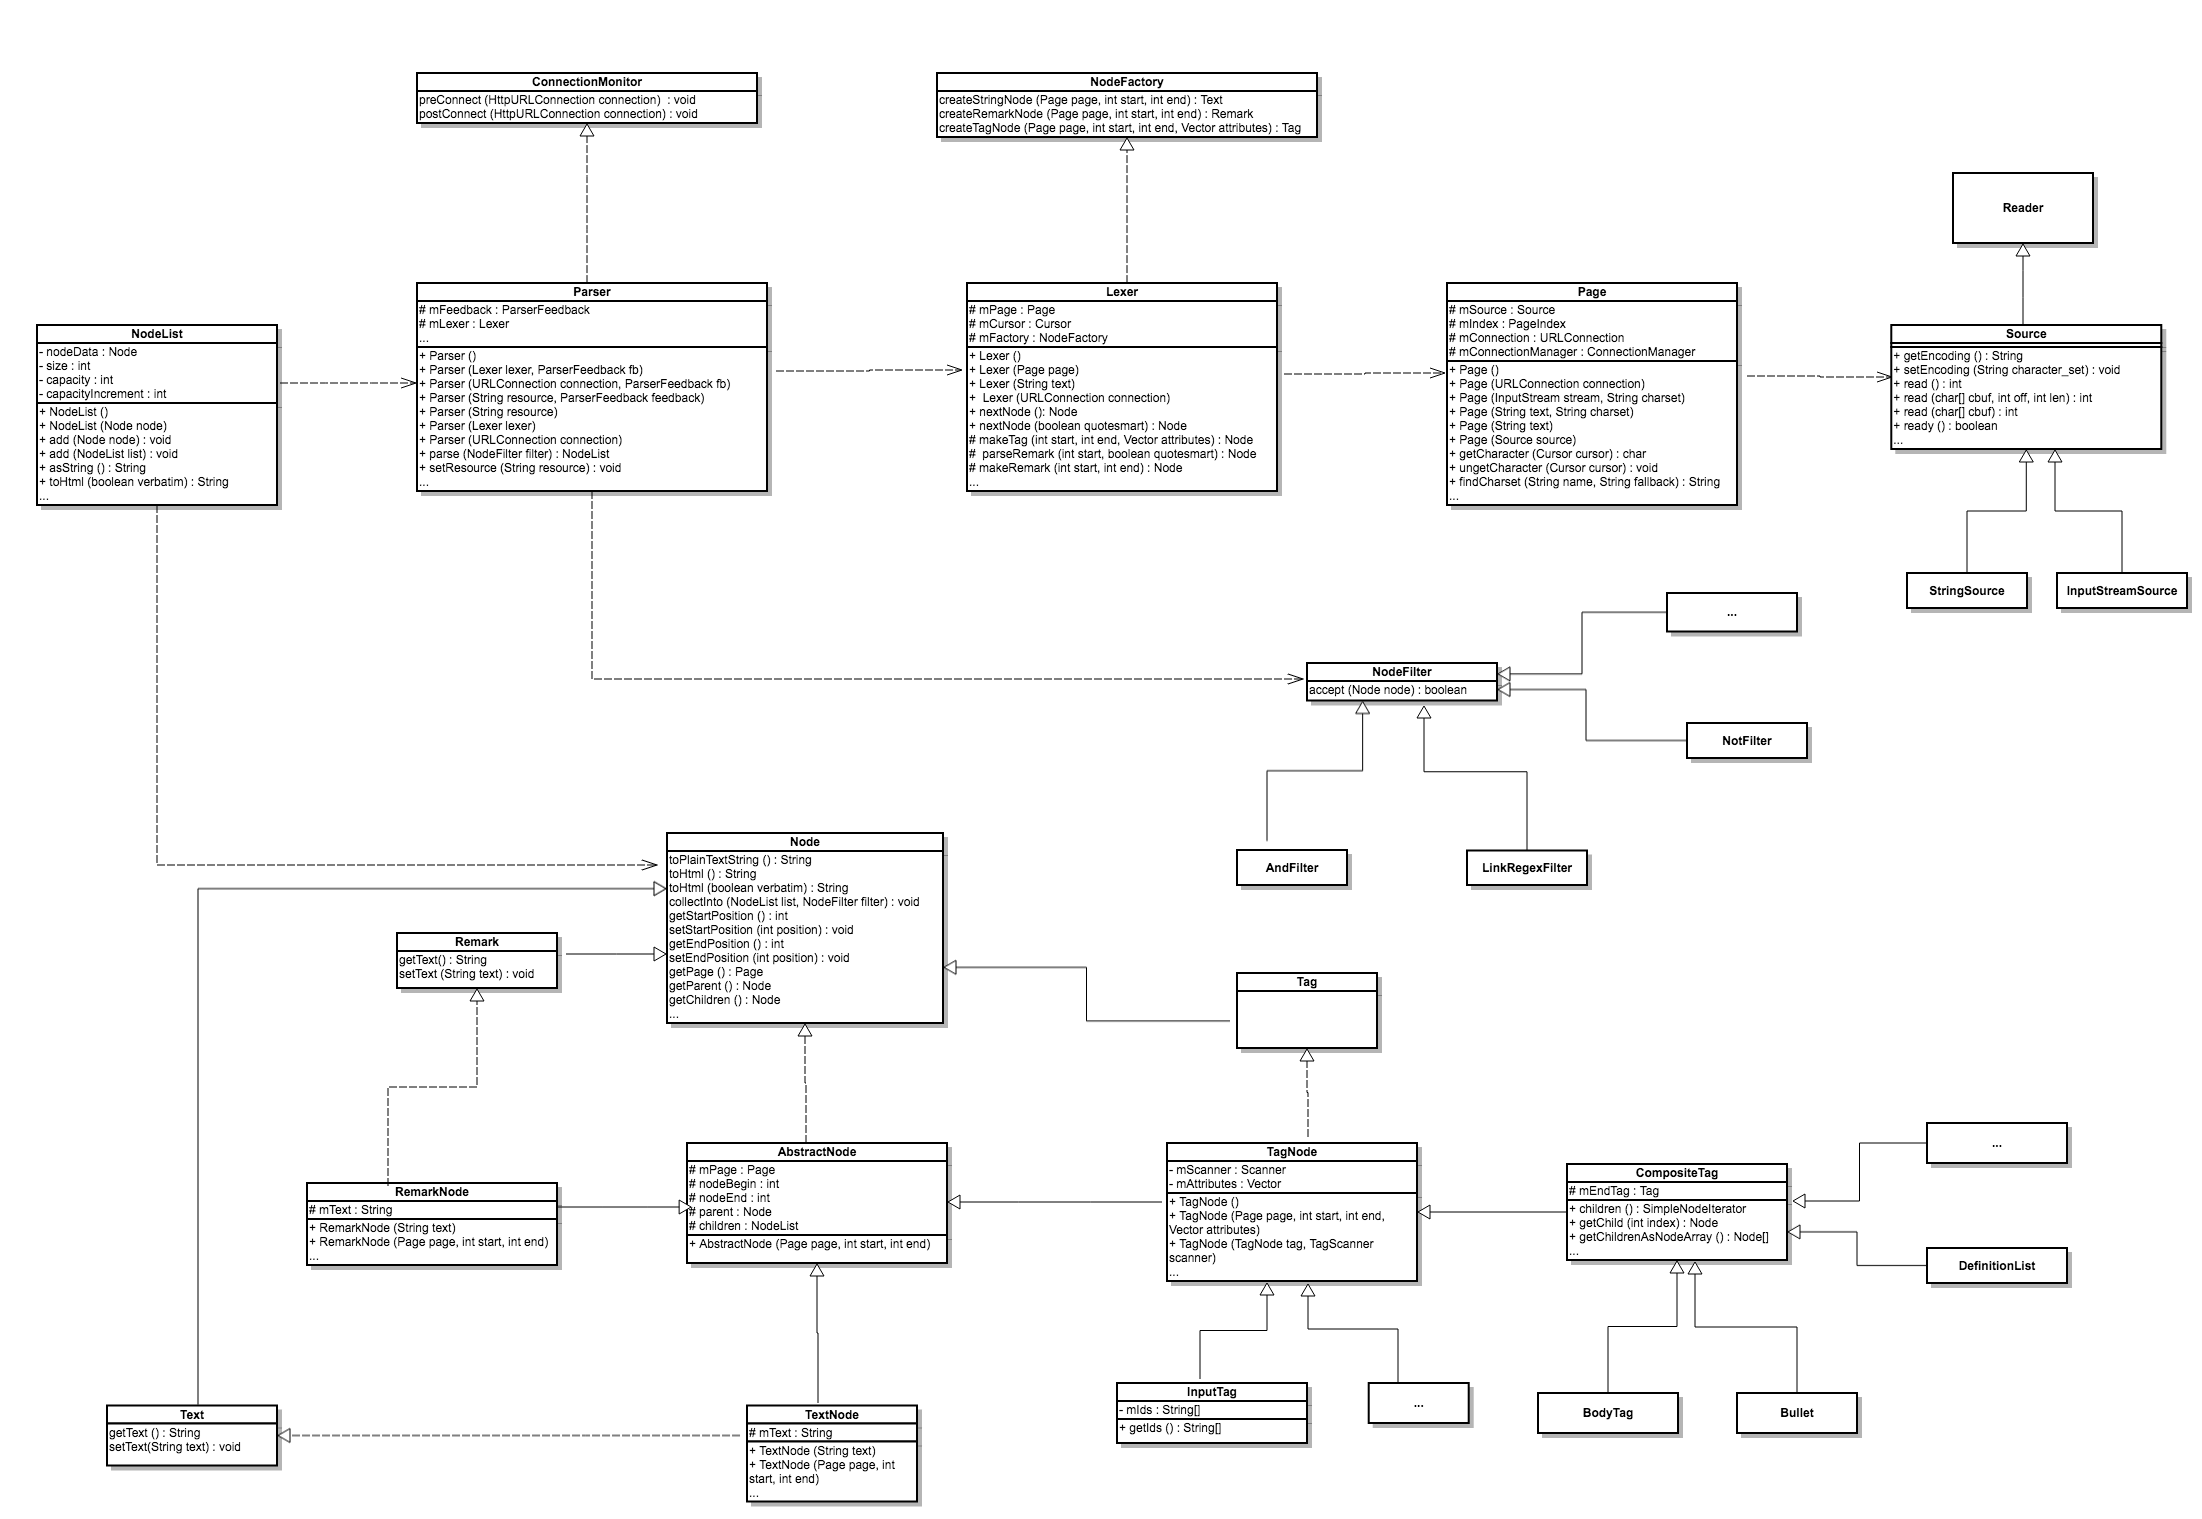 ConnectionMonitor
preConnect (HttpURLConnection connection)  : void
postConnect (HttpURLConnection connection) : void
NodeFactory
createStringNode (Page page, int start, int end) : Text
createRemarkNode (Page page, int start, int end) : Remark
createTagNode (Page page, int start, int end, Vector attributes) : Tag
Reader
NodeList
- nodeData : Node
- size : int
- capacity : int
- capacityIncrement : int
+ NodeList ()
+ NodeList (Node node)
+ add (Node node) : void
+ add (NodeList list) : void
+ asString () : String
+ toHtml (boolean verbatim) : String
...
Parser
# mFeedback : ParserFeedback
# mLexer : Lexer
...
+ Parser ()
+ Parser (Lexer lexer, ParserFeedback fb)
+ Parser (URLConnection connection, ParserFeedback fb)
+ Parser (String resource, ParserFeedback feedback)
+ Parser (String resource)
+ Parser (Lexer lexer)
+ Parser (URLConnection connection)
+ parse (NodeFilter filter) : NodeList
+ setResource (String resource) : void
...
Lexer
# mPage : Page
# mCursor : Cursor
# mFactory : NodeFactory
+ Lexer ()
+ Lexer (Page page)
+ Lexer (String text)
+  Lexer (URLConnection connection)
+ nextNode (): Node
+ nextNode (boolean quotesmart) : Node
# makeTag (int start, int end, Vector attributes) : Node
#  parseRemark (int start, boolean quotesmart) : Node
# makeRemark (int start, int end) : Node
...
Page
# mSource : Source
# mIndex : PageIndex
# mConnection : URLConnection
# mConnectionManager : ConnectionManager
+ Page ()
+ Page (URLConnection connection)
+ Page (InputStream stream, String charset)
+ Page (String text, String charset)
+ Page (String text)
+ Page (Source source)
+ getCharacter (Cursor cursor) : char
+ ungetCharacter (Cursor cursor) : void
+ findCharset (String name, String fallback) : String
...
Source
+ getEncoding () : String
+ setEncoding (String character_set) : void
+ read () : int
+ read (char[] cbuf, int off, int len) : int
+ read (char[] cbuf) : int
+ ready () : boolean
...
StringSource
InputStreamSource
...
NodeFilter
accept (Node node) : boolean
NotFilter
AndFilter
LinkRegexFilter
Node
toPlainTextString () : String
toHtml () : String
toHtml (boolean verbatim) : String
collectInto (NodeList list, NodeFilter filter) : void
getStartPosition () : int
setStartPosition (int position) : void
getEndPosition () : int
setEndPosition (int position) : void
getPage () : Page
getParent () : Node
getChildren () : Node
...
Remark
getText() : String
setText (String text) : void
Tag
RemarkNode
# mText : String
+ RemarkNode (String text)
+ RemarkNode (Page page, int start, int end)
...
AbstractNode
# mPage : Page
# nodeBegin : int
# nodeEnd : int
# parent : Node
# children : NodeList
+ AbstractNode (Page page, int start, int end)
TagNode
- mScanner : Scanner
- mAttributes : Vector
+ TagNode ()
+ TagNode (Page page, int start, int end,
Vector attributes)
+ TagNode (TagNode tag, TagScanner
scanner)
...
CompositeTag
# mEndTag : Tag
+ children () : SimpleNodeIterator
+ getChild (int index) : Node
+ getChildrenAsNodeArray () : Node[]
...
...
DefinitionList
Text
getText () : String
setText(String text) : void
TextNode
# mText : String
+ TextNode (String text)
+ TextNode (Page page, int
start, int end)
...
InputTag
- mIds : String[]
+ getIds () : String[]
...
BodyTag
Bullet